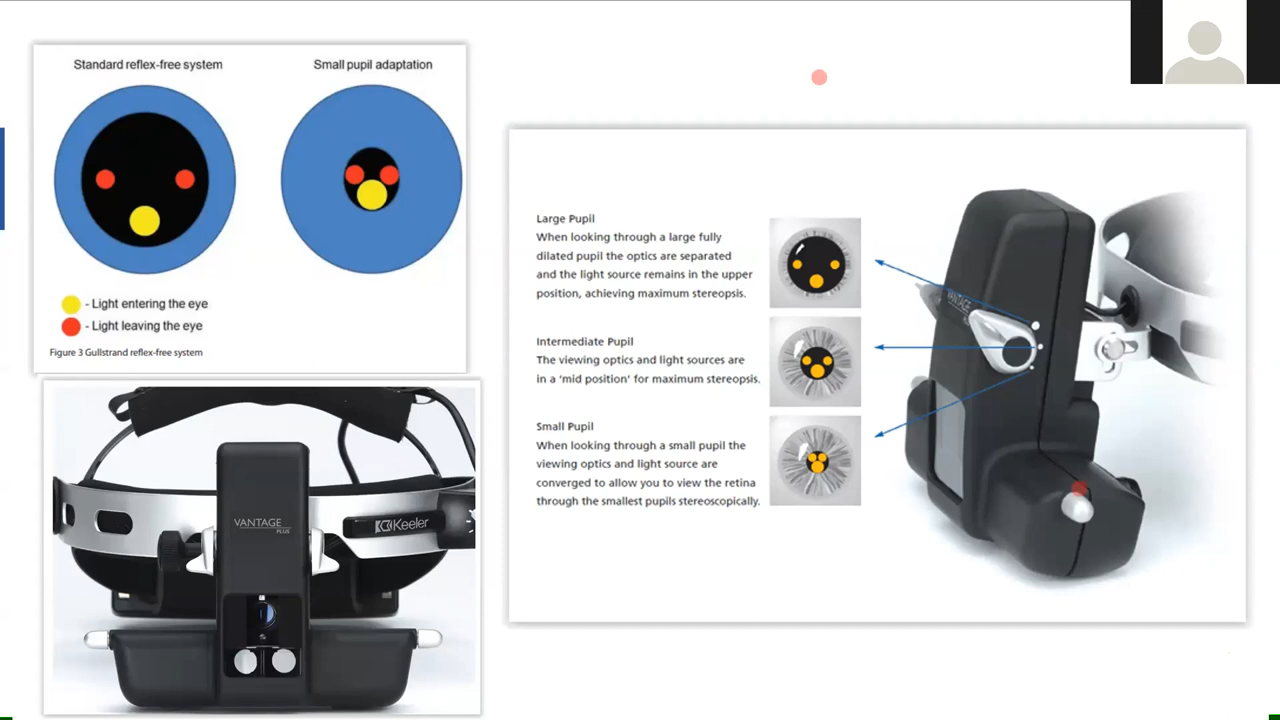 Standard reflex-free system
Small pupil adaptation
- Light entering the eye
- Light leaving the eye
Figure 3 Gullstrand reflex-free system
VANTAGE
PLUS
Keeler
Large Pupil
When looking through a large fully
dilated pupil the optics are separated
and the light source remains in the upper
position, achieving maximum stereopsis.
Intermediate Pupil
The viewing optics and light sources are
in a ‘mid position’ for maximum stereopsis.
Small Pupil
When looking through a small pupil the
viewing optics and light source are
converged to allow you to view the retina
through the smallest pupils stereoscopically.
VANTAGE